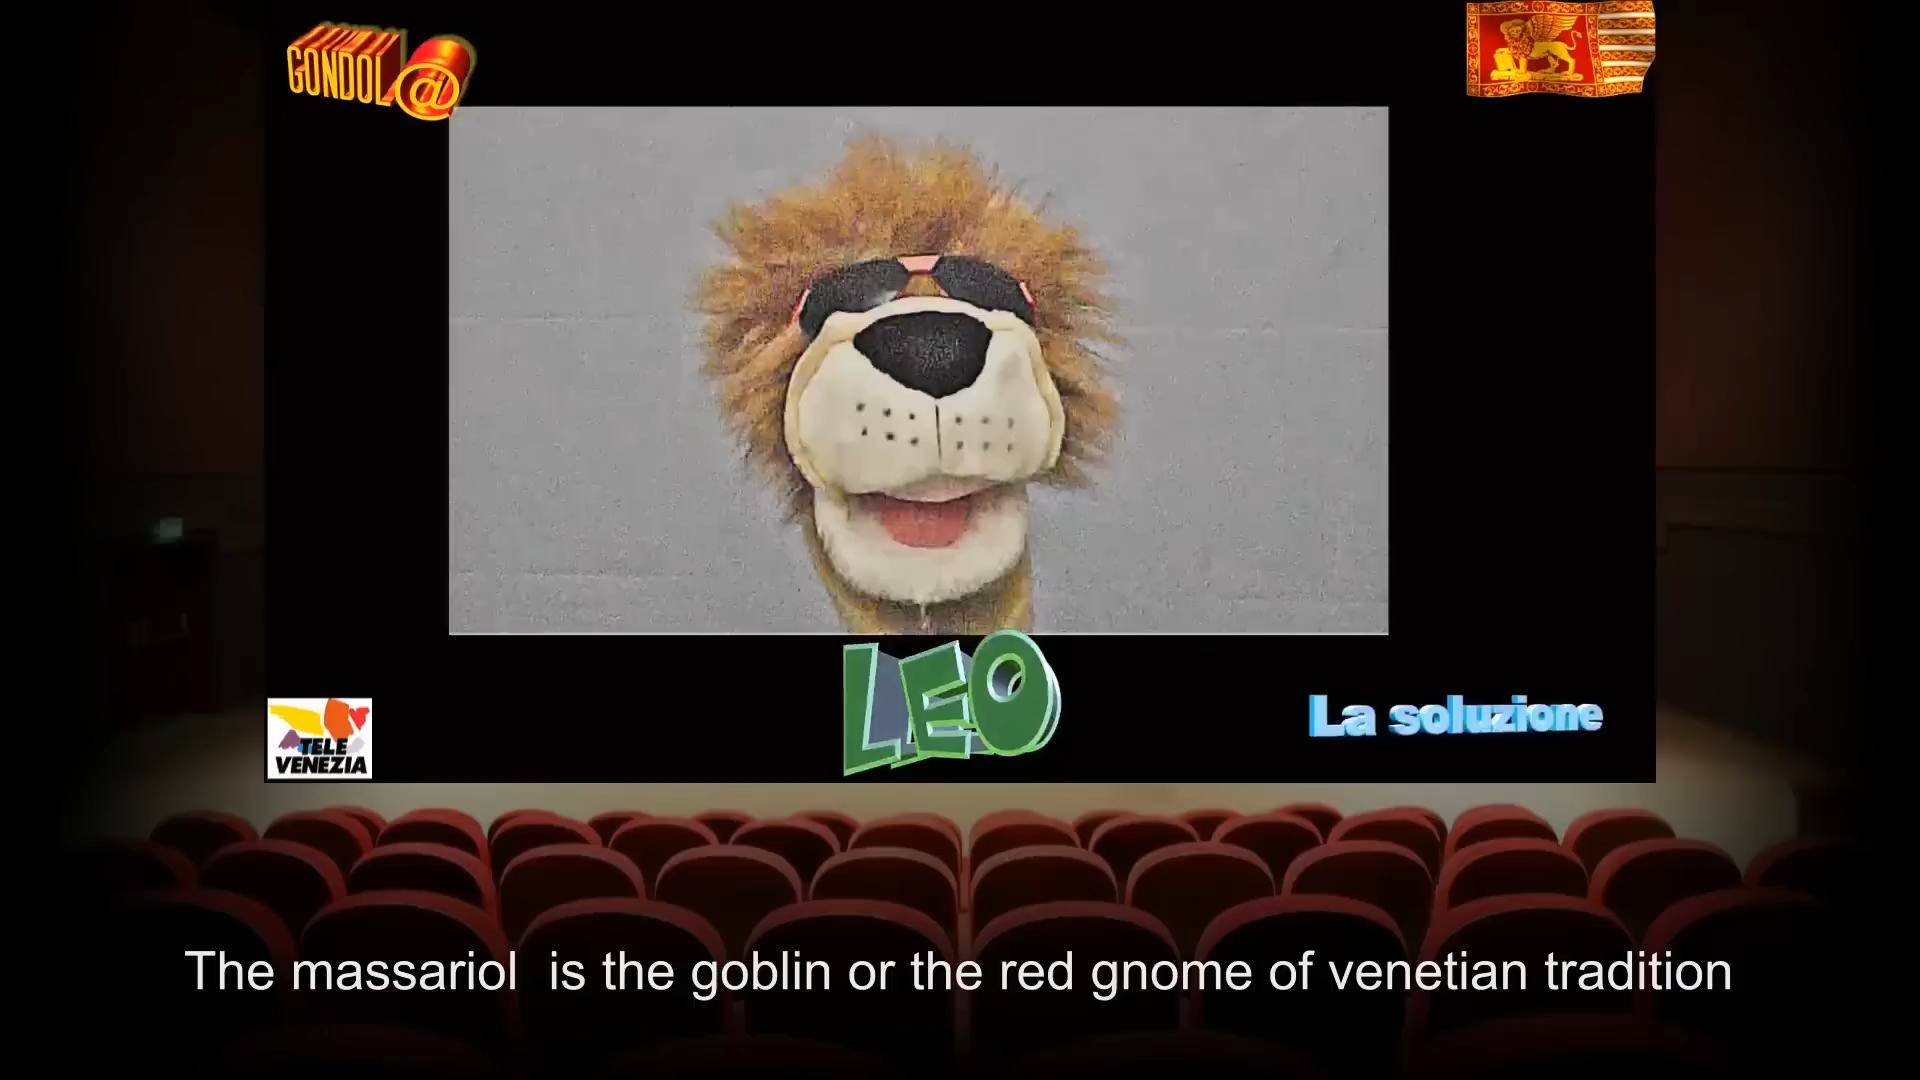 GONDOL@
LEO
La soluzione
TELE
VENEZIA
The massariol  is the goblin or the red gnome of venetian tradition